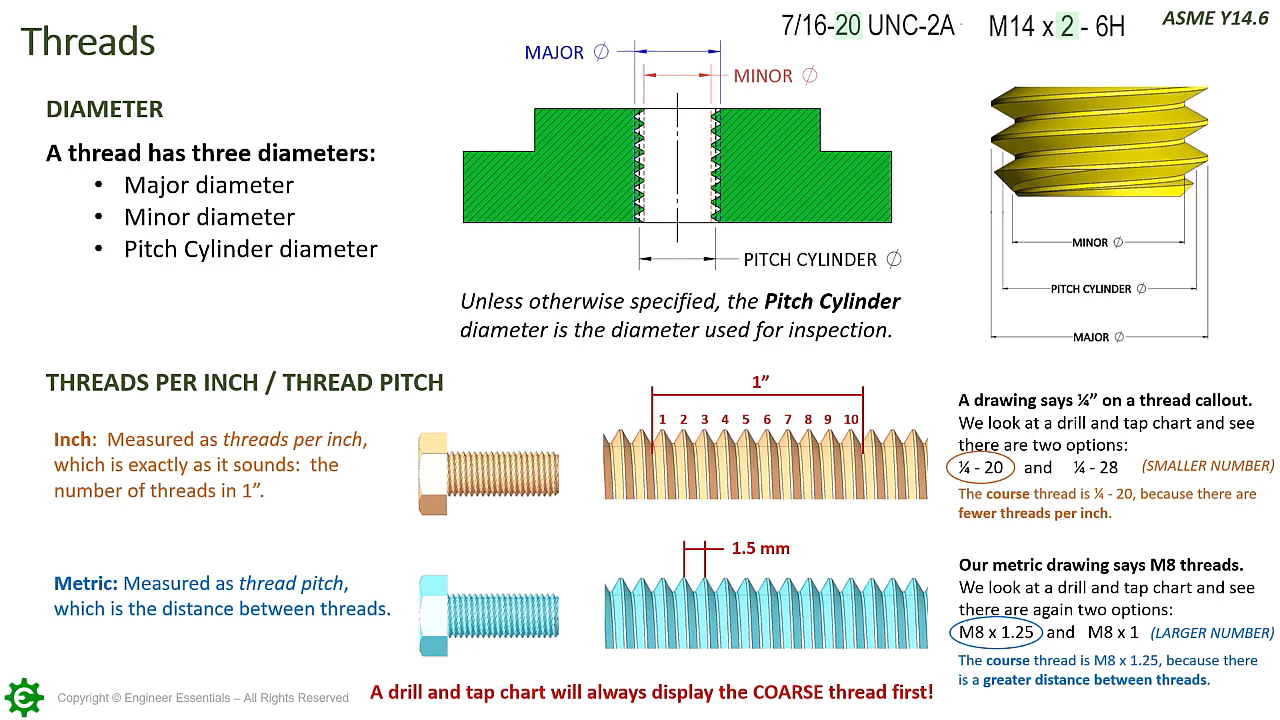 Threads
7/16-20 UNC-2A
M14 x 2 - 6H
ASME Y14.6
MAJOR ∅
MINOR ∅
DIAMETER
A thread has three diameters:
• Major diameter
• Minor diameter
• Pitch Cylinder diameter
PITCH CYLINDER ∅
Unless otherwise specified, the Pitch Cylinder
diameter is the diameter used for inspection.
MINOR ∅
PITCH CYLINDER ∅
MAJOR ∅
THREADS PER INCH / THREAD PITCH
Inch: Measured as threads per inch,
which is exactly as it sounds: the
number of threads in 1”.
1”
1 2 3 4 5 6 7 8 9 10
A drawing says ¼” on a thread callout.
We look at a drill and tap chart and see
there are two options:
¼ - 20 and ¼ - 28 (SMALLER NUMBER)
The course thread is ¼ - 20, because there are
fewer threads per inch.
Metric: Measured as thread pitch,
which is the distance between threads.
1.5 mm
Our metric drawing says M8 threads.
We look at a drill and tap chart and see
there are again two options:
M8 x 1.25 and M8 x 1 (LARGER NUMBER)
The course thread is M8 x 1.25, because there
is a greater distance between threads.
Copyright © Engineer Essentials – All Rights Reserved
A drill and tap chart will always display the COARSE thread first!